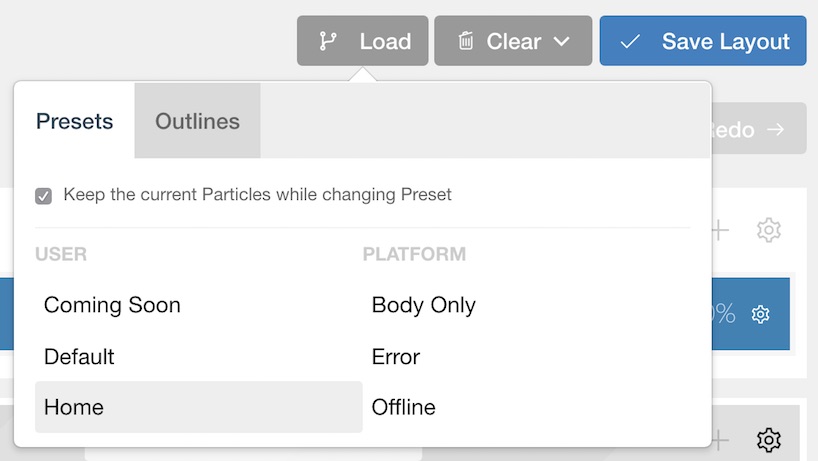 Load
Clear
Save Layout
Presets
Outlines
Keep the current Particles while changing Preset
USER
PLATFORM
Coming Soon
Body Only
Default
Error
Home
Offline